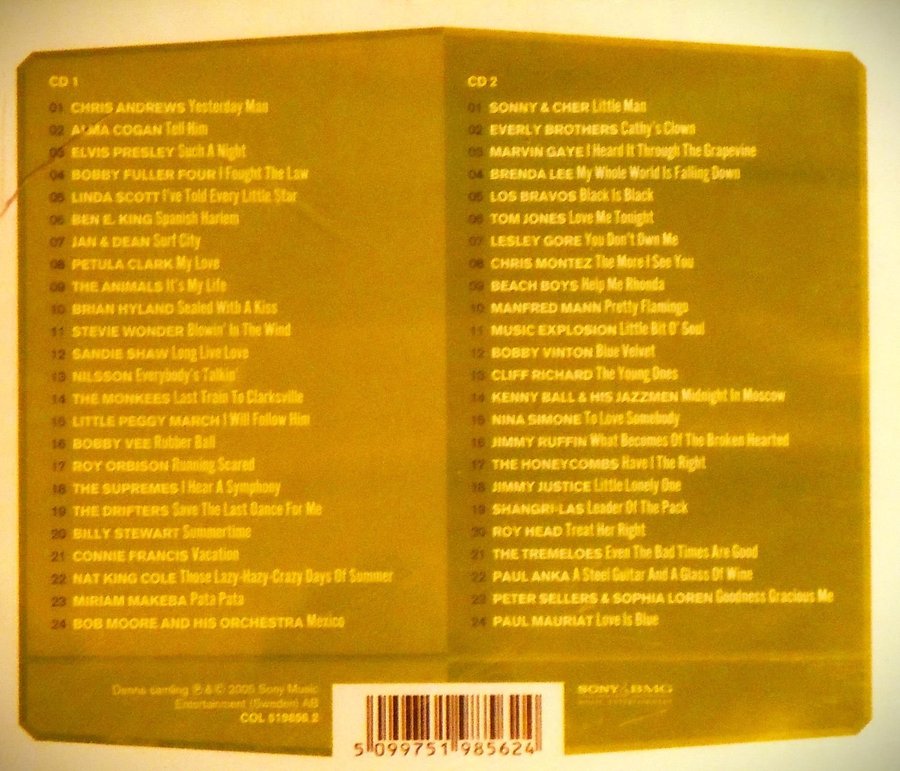 CD 1
01 CHRIS ANDREWS Yesterday Man
02 ALMA COGAN Tell Him
03 ELVIS PRESLEY Such A Night
04 BOBBY FULLER FOUR I Fought The Law
05 LINDA SCOTT I've Told Every Little Star
06 BEN E. KING Spanish Harlem
07 JAN & DEAN Surf City
08 PETULA CLARK My Love
09 THE ANIMALS It's My Life
10 BRIAN HYLAND Sealed With A Kiss
11 STEVIE WONDER Blowin' In The Wind
12 SANDIE SHAW Long Live Love
13 NILSSON Everybody's Talkin'
14 THE MONKEES Last Train To Clarksville
15 LITTLE PEGGY MARCH I Will Follow Him
16 BOBBY VEE Rubber Ball
17 ROY ORBISON Running Scared
18 THE SUPREMES I Hear A Symphony
19 THE DRIFTERS Save The Last Dance For Me
20 BILLY STEWART Summertime
21 CONNIE FRANCIS Vacation
22 NAT KING COLE Those Lazy-Hazy-Crazy Days Of Summer
23 MIRIAM MAKEBA Pata Pata
24 BOB MOORE AND HIS ORCHESTRA Mexico
CD 2
01 SONNY & CHER Little Man
02 EVERLY BROTHERS Cathy's Clown
03 MARVIN GAYE I Heard It Through The Grapevine
04 BRENDA LEE My Whole World Is Falling Down
05 LOS BRAVOS Black Is Black
06 TOM JONES Love Me Tonight
07 LESLEY GORE You Don't Own Me
08 CHRIS MONTEZ The More I See You
09 BEACH BOYS Help Me Rhonda
10 MANFRED MANN Pretty Flamingo
11 MUSIC EXPLOSION Little Bit O' Soul
12 BOBBY VINTON Blue Velvet
13 CLIFF RICHARD The Young Ones
14 KENNY BALL & HIS JAZZMEN Midnight In Moscow
15 NINA SIMONE To Love Somebody
16 JIMMY RUFFIN What Becomes Of The Broken Hearted
17 THE HONEYCOMBS Have I The Right
18 JIMMY JUSTICE Little Lonely One
19 SHANGRI-LAS Leader Of The Pack
20 ROY HEAD Treat Her Right
21 THE TREMELOES Even The Bad Times Are Good
22 PAUL ANKA A Steel Guitar And A Glass Of Wine
23 PETER SELLERS & SOPHIA LOREN Goodness Gracious Me
24 PAUL MAURIAT Love Is Blue
Denna samling ℗ & © 2005 Sony Music
Entertainment (Sweden) AB
COL 519856 2
SONY BMG
MUSIC ENTERTAINMENT
5 099751 985624